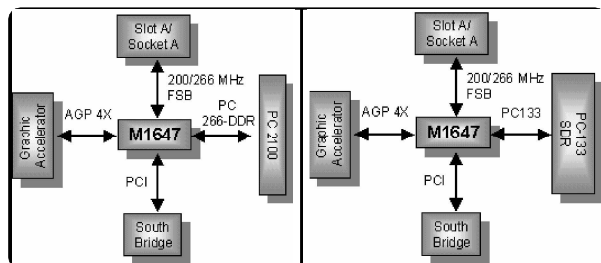 Slot A/
Socket A
200/266 MHz
FSB
AGP 4X
PC
266-DDR
Graphic
Accelerator
M1647
PC 2100
PCI
South
Bridge
Slot A/
Socket A
200/266 MHz
FSB
AGP 4X
PC133
Graphic
Accelerator
M1647
PC-133
SDR
PCI
South
Bridge